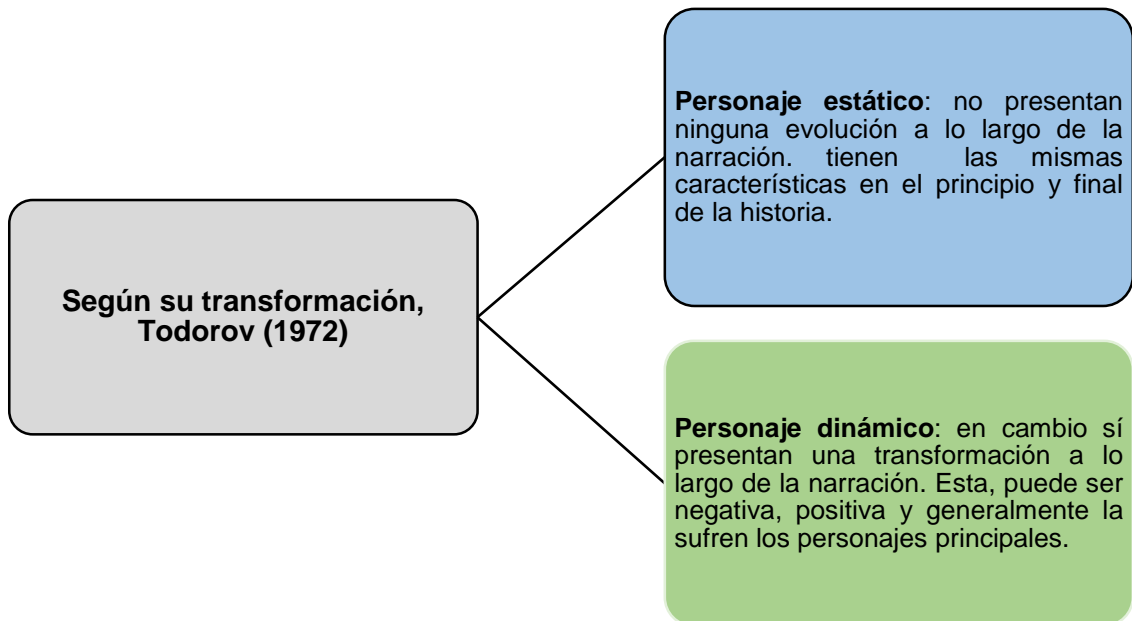 Según su transformación,
Todorov (1972)
Personaje estático: no presentan
ninguna evolución a lo largo de la
narración. tienen las mismas
características en el principio y final
de la historia.
Personaje dinámico: en cambio sí
presentan una transformación a lo
largo de la narración. Esta, puede ser
negativa, positiva y generalmente la
sufren los personajes principales.